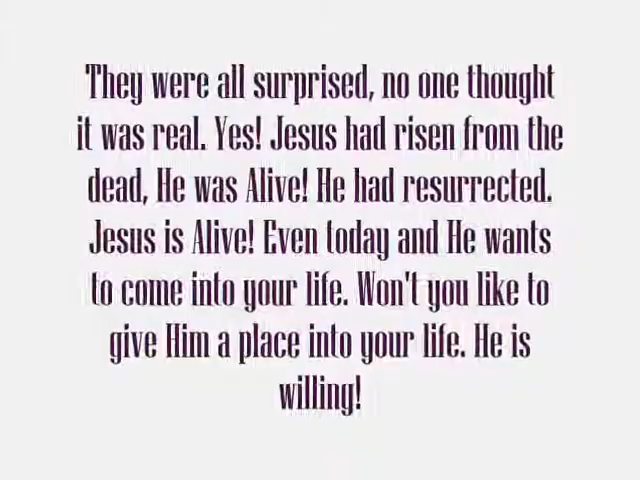 They were all surprised, no one thought
it was real. Yes! Jesus had risen from the
dead, He was Alive! He had resurrected.
Jesus is Alive! Even today and He wants
to come into your life. Won't you like to
give Him a place into your life. He is
willing!